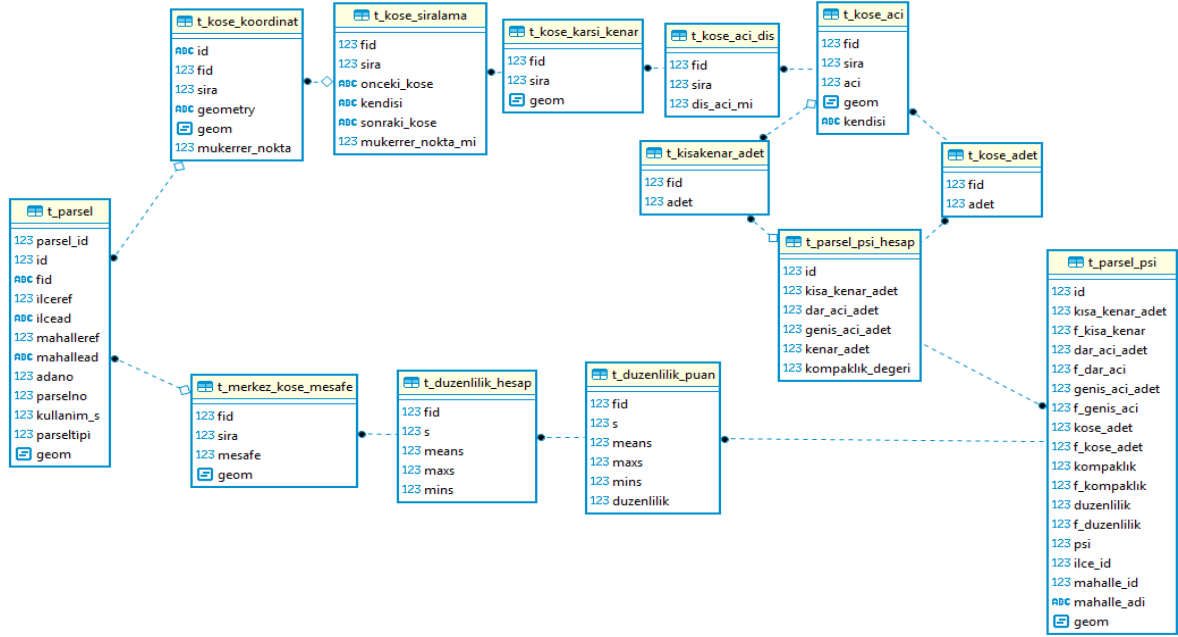 t_kose_koordinat
ABC id
123 fid
123 sira
ABC geometry
geom
123 mukerrer_nokta
t_kose_siralama
123 fid
123 sira
ABC onceki_kose
ABC kendisi
ABC sonraki_kose
123 mukerrer_nokta_mi
t_kose_karsi_kenar
123 fid
123 sira
geom
t_kose_aci_dis
123 fid
123 sira
123 dis_aci_mi
t_kose_aci
123 fid
123 sira
123 aci
geom
ABC kendisi
t_kisakenar_adet
123 fid
123 adet
t_kose_adet
123 fid
123 adet
t_parsel
123 parsel_id
123 id
ABC fid
123 ilceref
ABC ilcead
123 mahalleref
ABC mahallead
123 adano
123 parselno
123 kullanim_s
123 parseltipi
geom
t_parsel_psi_hesap
123 id
123 kisa_kenar_adet
123 dar_aci_adet
123 genis_aci_adet
123 kenar_adet
123 kompaklık_degeri
t_merkez_kose_mesafe
123 fid
123 sira
123 mesafe
geom
t_duzenlilik_hesap
123 fid
123 s
123 means
123 maxs
123 mins
t_duzenlilik_puan
123 fid
123 s
123 means
123 maxs
123 mins
123 duzenlilik
t_parsel_psi
123 id
123 kısa_kenar_adet
123 f_kisa_kenar
123 dar_aci_adet
123 f_dar_aci
123 genis_aci_adet
123 f_genis_aci
123 kose_adet
123 f_kose_adet
123 kompaklık
123 f_kompaklık
123 duzenlilik
123 f_duzenlilik
123 psi
123 ilce_id
123 mahalle_id
ABC mahalle_adi
geom